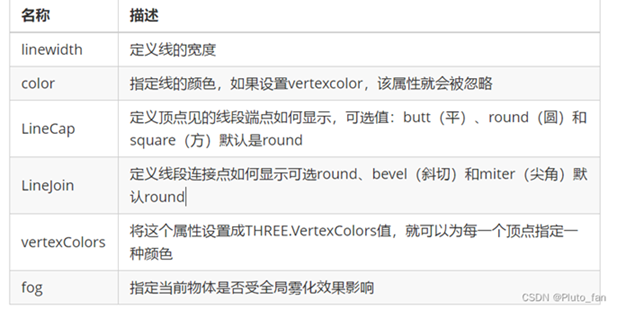 名称 描述
linewidth 定义线的宽度
color 指定线的颜色，如果设置vertexcolor，该属性就会被忽略
LineCap 定义顶点见的线段端点如何显示，可选值：butt（平）、round（圆）和
square（方）默认是round
LineJoin 定义线段连接点如何显示可选round、bevel（斜切）和miter（尖角）默
认round
vertexColors 将这个属性设置成THREE.VertexColors值，就可以为每一个顶点指定一
种颜色
fog 指定当前物体是否受全局雾化效果影响
CSDN @Pluto_fan